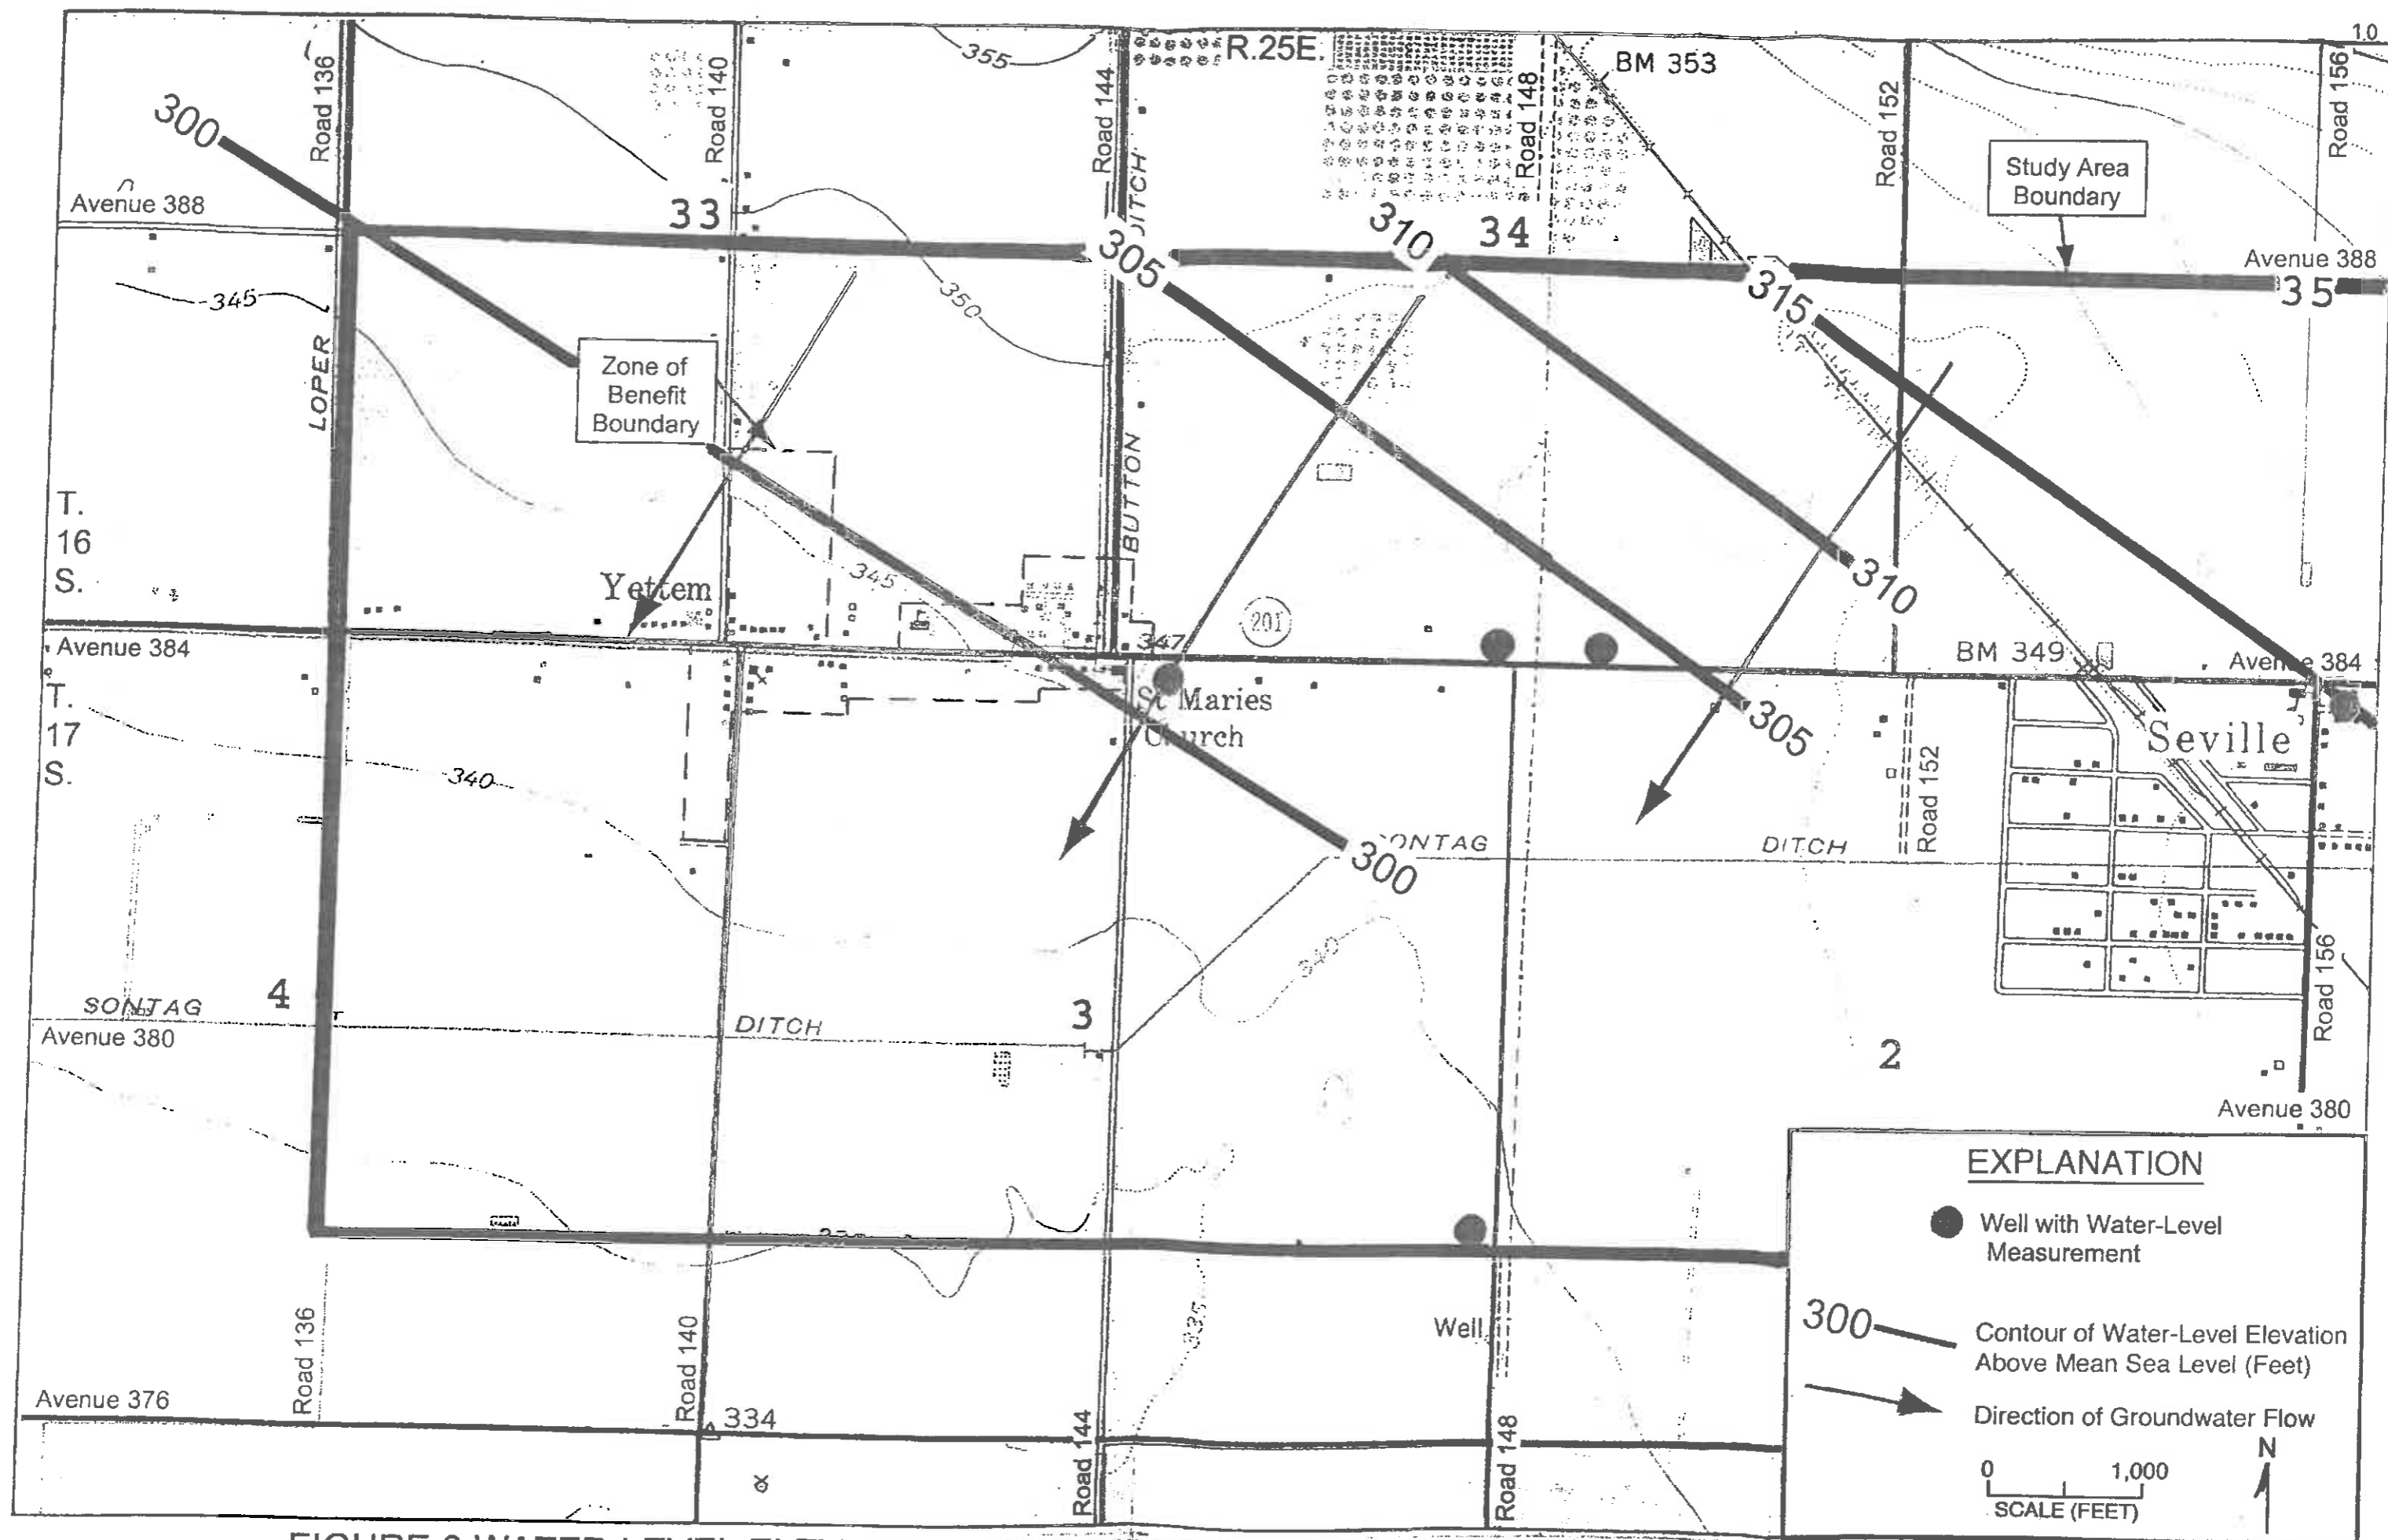 1.0
355
R.25E.
BM 353
Road 136
Road 140
Road 144
Road 148
Road 152
Road 156
300
DITCH
Study Area
Boundary
Avenue 388
33
305
310
34
315
Avenue 388
35
345
350
LOPER
Zone of
Benefit
Boundary
BUTTON
T.
16
S.
345
310
Yettem
201
347
Avenue 384
BM 349
Avenue 384
T.
17
S.
St Maries
Church
305
Seville
340
Road 152
300
SONTAG
DITCH
340
Road 156
4
SONTAG
DITCH
3
Avenue 380
2
Avenue 380
EXPLANATION
Well with Water-Level
Measurement
300
Contour of Water-Level Elevation
Above Mean Sea Level (Feet)
Direction of Groundwater Flow
N
0 1,000
SCALE (FEET)
335
Well
Road 136
Road 140
Avenue 376
334
Road 144
Road 148